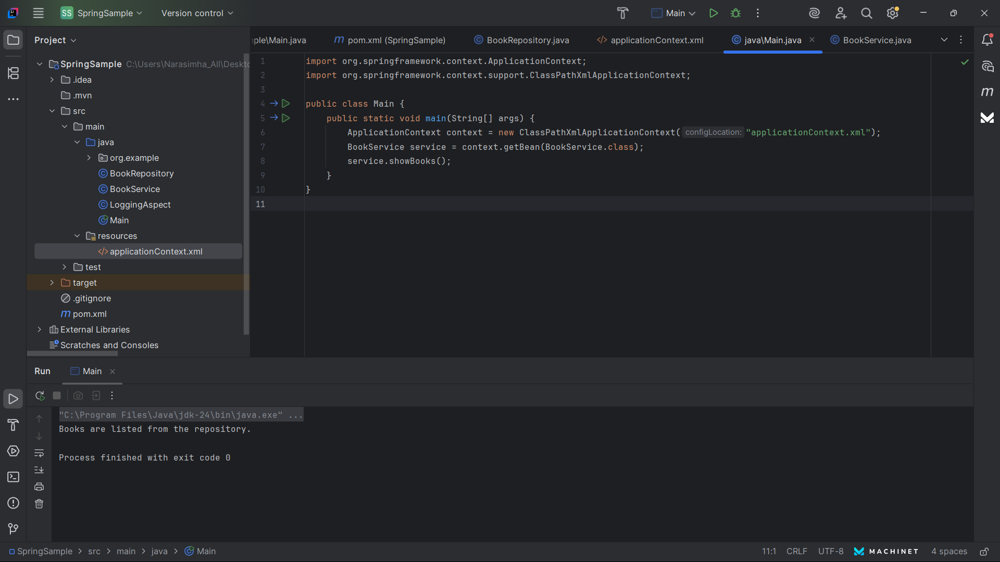 SS SpringSample Version control Main
Project
ple\Main.java m pom.xml (SpringSample) BookRepository.java applicationContext.xml java\Main.java BookService.java
SpringSample C:\Users\Narasimha_All\Deskto
.idea
.mvn
src
main
java
org.example
BookRepository
BookService
LoggingAspect
Main
resources
applicationContext.xml
test
target
.gitignore
m pom.xml
External Libraries
Scratches and Consoles
1 import org.springframework.context.ApplicationContext;
2 import org.springframework.context.support.ClassPathXmlApplicationContext;
3
4 public class Main {
5 public static void main(String[] args) {
6 ApplicationContext context = new ClassPathXmlApplicationContext( configLocation: "applicationContext.xml");
7 BookService service = context.getBean(BookService.class);
8 service.showBooks();
9 }
10 }
11
Run Main
"C:\Program Files\Java\jdk-24\bin\java.exe" ...
Books are listed from the repository.
Process finished with exit code 0
SpringSample > src > main > java > Main
11:1 CRLF UTF-8 MACHINET 4 spaces